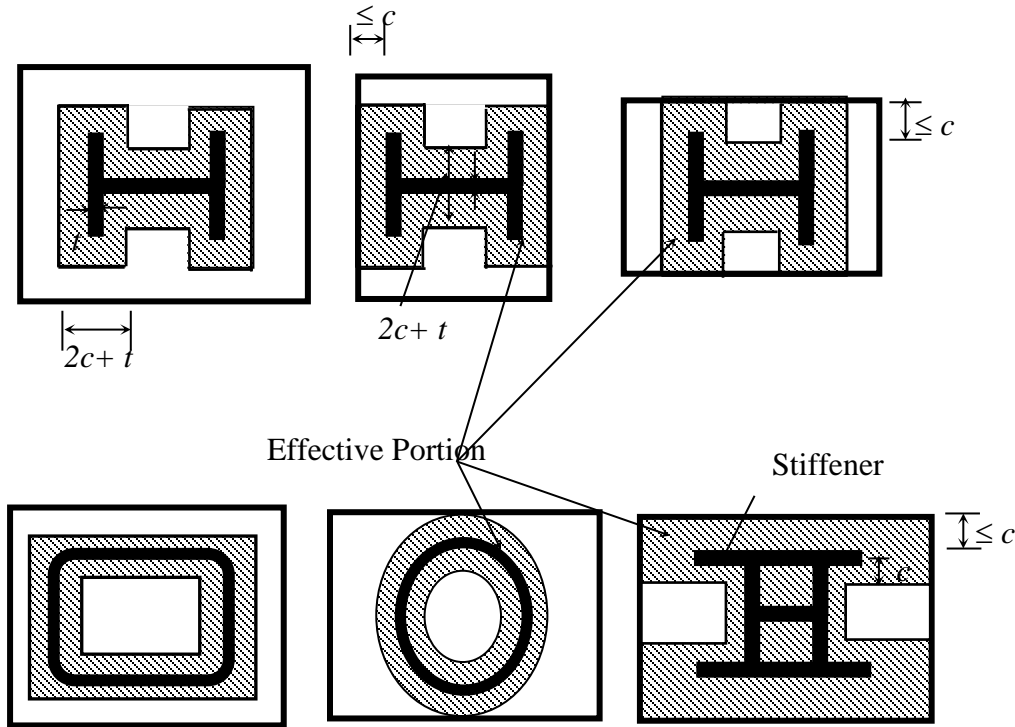 ≤ c
≤ c
t
2c+ t
2c+ t
Effective Portion
Stiffener
≤ c
c